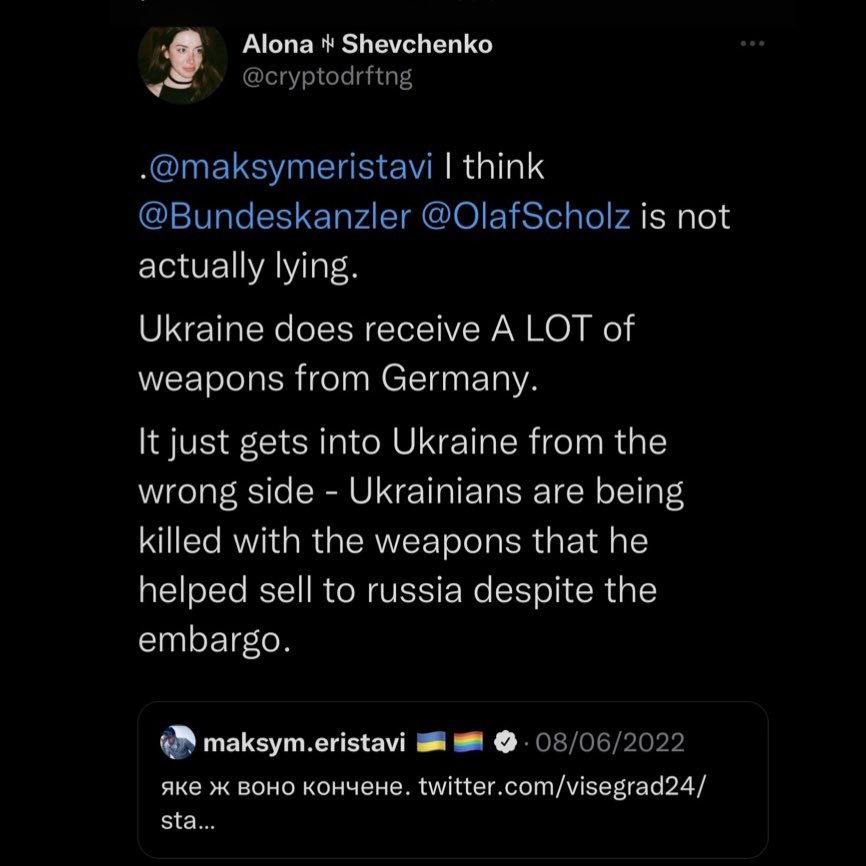 Alona Shevchenko
@cryptodrftng
.@maksymeristavi I think
@Bundeskanzler @OlafScholz is not
actually lying.
Ukraine does receive A LOT of
weapons from Germany.
It just gets into Ukraine from the
wrong side - Ukrainians are being
killed with the weapons that he
helped sell to russia despite the
embargo.
maksym.eristavi 🇺🇦 🏳️‍🌈 · 08/06/2022
яке ж воно кончене. twitter.com/visegrad24/
sta...